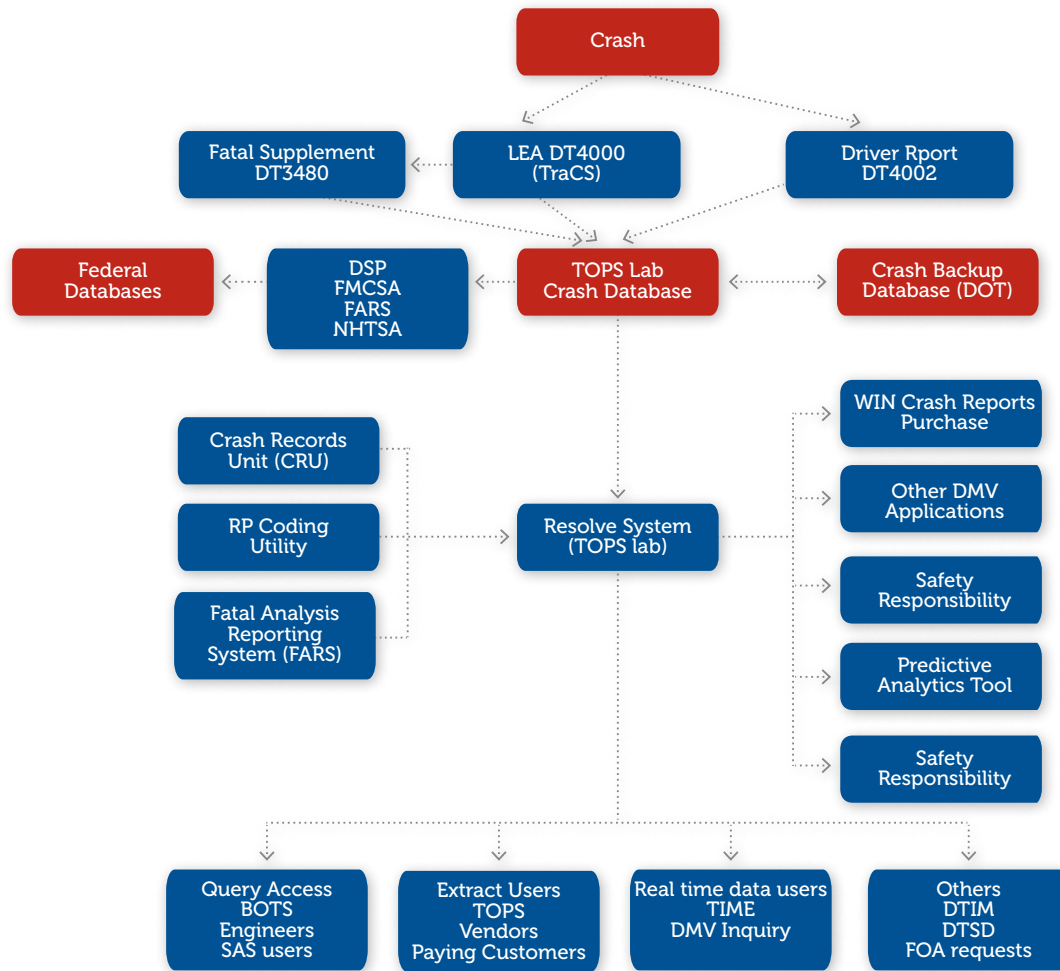 Crash
Fatal Supplement
DT3480
LEA DT4000
(TraCS)
Driver Rport
DT4002
Federal
Databases
DSP
FMCSA
FARS
NHTSA
TOPS Lab
Crash Database
Crash Backup
Database (DOT)
Crash Records
Unit (CRU)
RP Coding
Utility
Fatal Analysis
Reporting
System (FARS)
Resolve System
(TOPS lab)
WIN Crash Reports
Purchase
Other DMV
Applications
Safety
Responsibility
Predictive
Analytics Tool
Safety
Responsibility
Query Access
BOTS
Engineers
SAS users
Extract Users
TOPS
Vendors
Paying Customers
Real time data users
TIME
DMV Inquiry
Others
DTIM
DTSD
FOA requests